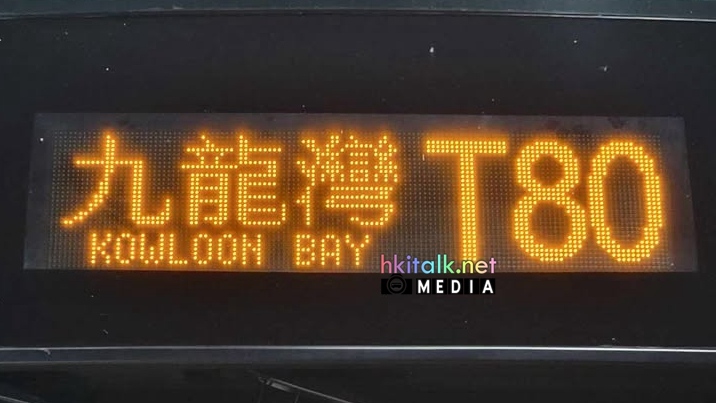 九龍灣 T80
KOWLOON BAY
hkitalk.net
MEDIA